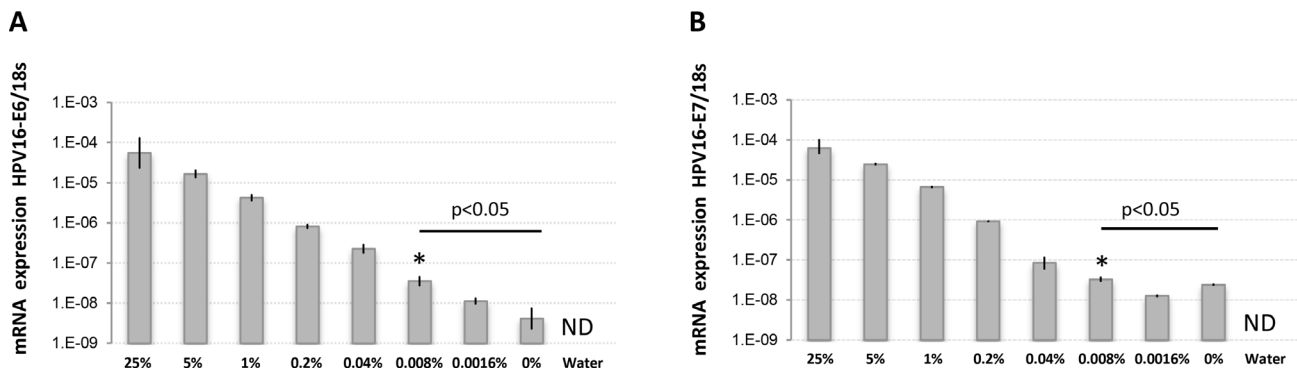 A
mRNA expression HPV16-E6/18s
1.E-03
1.E-04
1.E-05
1.E-06
1.E-07
1.E-08
1.E-09
p<0.05
*
ND
25% 5% 1% 0.2% 0.04% 0.008% 0.0016% 0% Water
B
mRNA expression HPV16-E7/18s
1.E-03
1.E-04
1.E-05
1.E-06
1.E-07
1.E-08
1.E-09
p<0.05
*
ND
25% 5% 1% 0.2% 0.04% 0.008% 0.0016% 0% Water